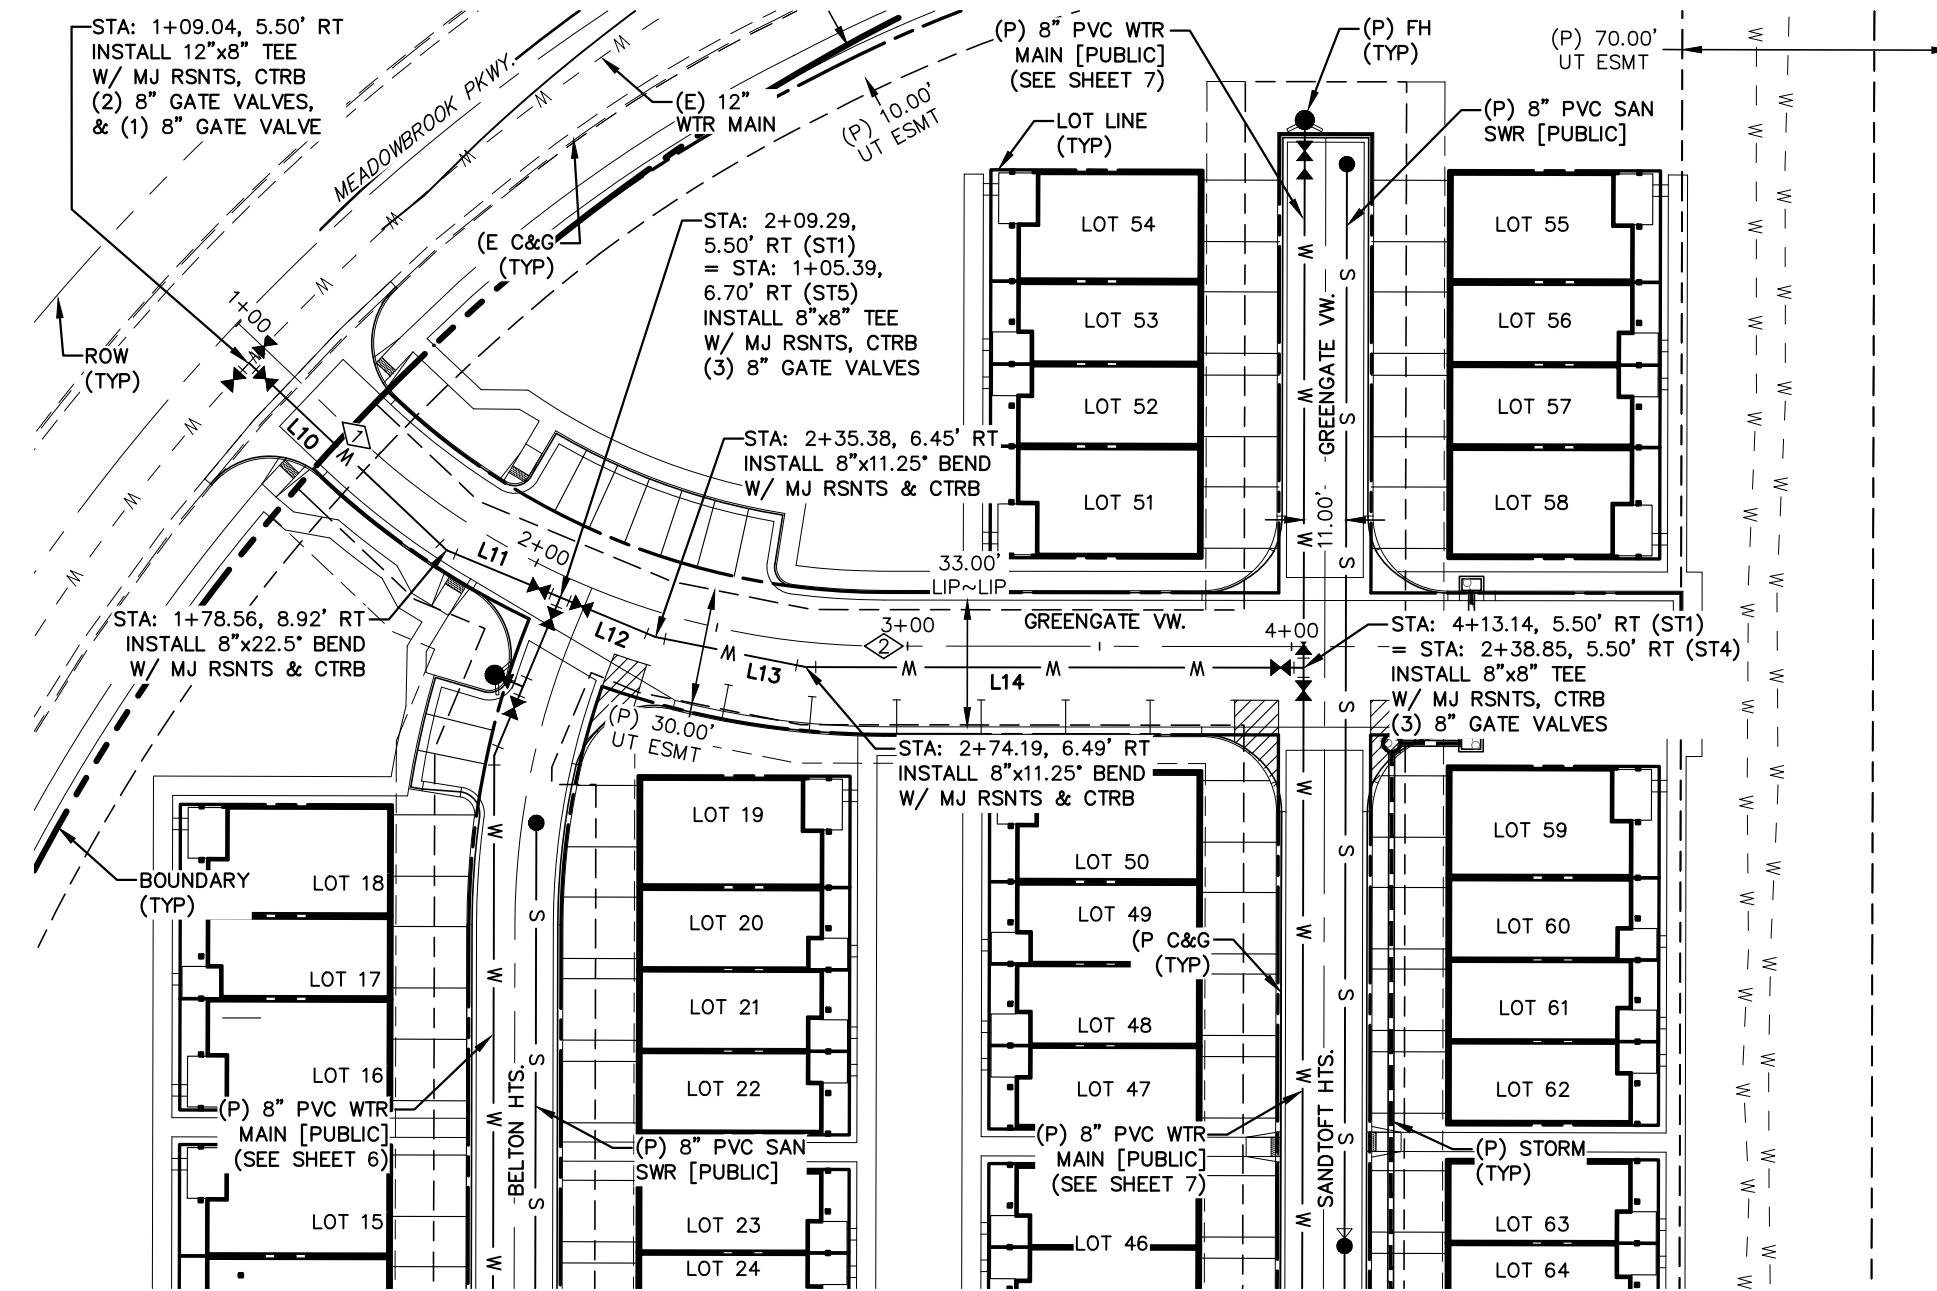 STA: 1+09.04, 5.50' RT
INSTALL 12"x8" TEE
W/ MJ RSNTS, CTRB
(2) 8" GATE VALVES,
& (1) 8" GATE VALVE
MEADOWBROOK PKWY.
(E) 12"
WTR MAIN
(P) 10.00'
UT ESMT
(P) 8" PVC WTR
MAIN [PUBLIC]
(SEE SHEET 7)
(P) FH
(TYP)
(P) 70.00'
UT ESMT
LOT LINE
(TYP)
(P) 8" PVC SAN
SWR [PUBLIC]
(E C&G
(TYP)
STA: 2+09.29,
5.50' RT (ST1)
= STA: 1+05.39,
6.70' RT (ST5)
INSTALL 8"x8" TEE
W/ MJ RSNTS, CTRB
(3) 8" GATE VALVES
LOT 54
LOT 55
LOT 53
LOT 56
LOT 52
LOT 57
LOT 51
LOT 58
GREENGATE VW.
11.00'
ROW
(TYP)
1+00
L10
1
STA: 2+35.38, 6.45' RT
INSTALL 8"x11.25° BEND
W/ MJ RSNTS & CTRB
L11
2+00
33.00'
LIP~LIP
GREENGATE VW.
STA: 1+78.56, 8.92' RT
INSTALL 8"x22.5° BEND
W/ MJ RSNTS & CTRB
L12
L13
2
3+00
4+00
L14
STA: 4+13.14, 5.50' RT (ST1)
= STA: 2+38.85, 5.50' RT (ST4)
INSTALL 8"x8" TEE
W/ MJ RSNTS, CTRB
(3) 8" GATE VALVES
(P) 30.00'
UT ESMT
STA: 2+74.19, 6.49' RT
INSTALL 8"x11.25° BEND
W/ MJ RSNTS & CTRB
LOT 19
LOT 50
LOT 59
BOUNDARY
(TYP)
LOT 18
LOT 20
LOT 49
LOT 60
(P C&G
(TYP)
LOT 17
LOT 21
LOT 48
LOT 61
LOT 16
LOT 22
LOT 47
LOT 62
(P) 8" PVC WTR
MAIN [PUBLIC]
(SEE SHEET 6)
BELTON HTS.
(P) 8" PVC SAN
SWR [PUBLIC]
(P) 8" PVC WTR
MAIN [PUBLIC]
(SEE SHEET 7)
SANDTOFT HTS.
(P) STORM
(TYP)
LOT 15
LOT 23
LOT 46
LOT 63
LOT 24
LOT 64
W
S